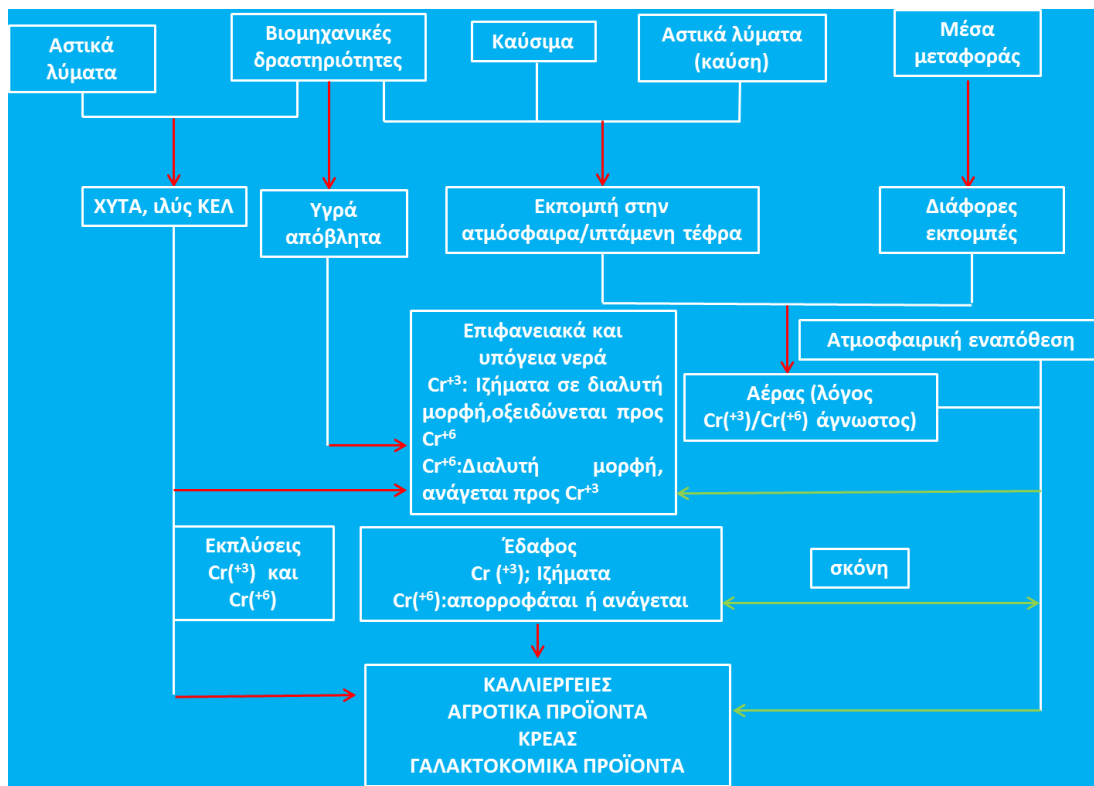 Αστικά
λύματα
Βιομηχανικές
δραστηριότητες
Καύσιμα
Αστικά λύματα
(καύση)
Μέσα
μεταφοράς
ΧΥΤΑ, ιλύς ΚΕΛ
Υγρά
απόβλητα
Εκπομπή στην
ατμόσφαιρα/ιπτάμενη τέφρα
Διάφορες
εκπομπές
Επιφανειακά και
υπόγεια νερά
Cr⁺³: Ιζήματα σε διαλυτή
μορφή,οξειδώνεται προς
Cr⁺⁶
Cr⁺⁶:Διαλυτή μορφή,
ανάγεται προς Cr⁺³
Ατμοσφαιρική εναπόθεση
Αέρας (λόγος
Cr(⁺³)/Cr(⁺⁶) άγνωστος)
Εκπλύσεις
Cr(⁺³) και
Cr(⁺⁶)
Έδαφος
Cr (⁺³); Ιζήματα
Cr(⁺⁶):απορροφάται ή ανάγεται
σκόνη
ΚΑΛΛΙΕΡΓΕΙΕΣ
ΑΓΡΟΤΙΚΑ ΠΡΟΪΟΝΤΑ
ΚΡΕΑΣ
ΓΑΛΑΚΤΟΚΟΜΙΚΑ ΠΡΟΪΟΝΤΑ